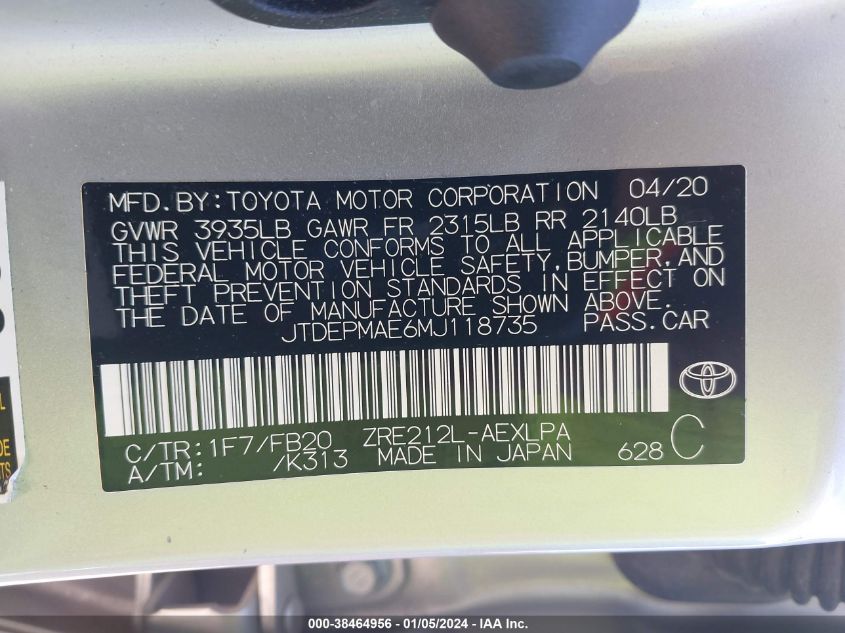 MFD. BY: TOYOTA MOTOR CORPORATION 04/20
GVWR 3935LB GAWR FR 2315LB RR 2140LB
THIS VEHICLE CONFORMS TO ALL APPLICABLE
FEDERAL MOTOR VEHICLE SAFETY, BUMPER, AND
THEFT PREVENTION STANDARDS IN EFFECT ON
THE DATE OF MANUFACTURE SHOWN ABOVE.
JTDEPMAE6MJ118735 PASS. CAR
C/TR: 1F7/FB20 ZRE212L-AEXLPA
A/TM: /K313 MADE IN JAPAN 628 C
000-38464956 - 01/05/2024 - IAA Inc.